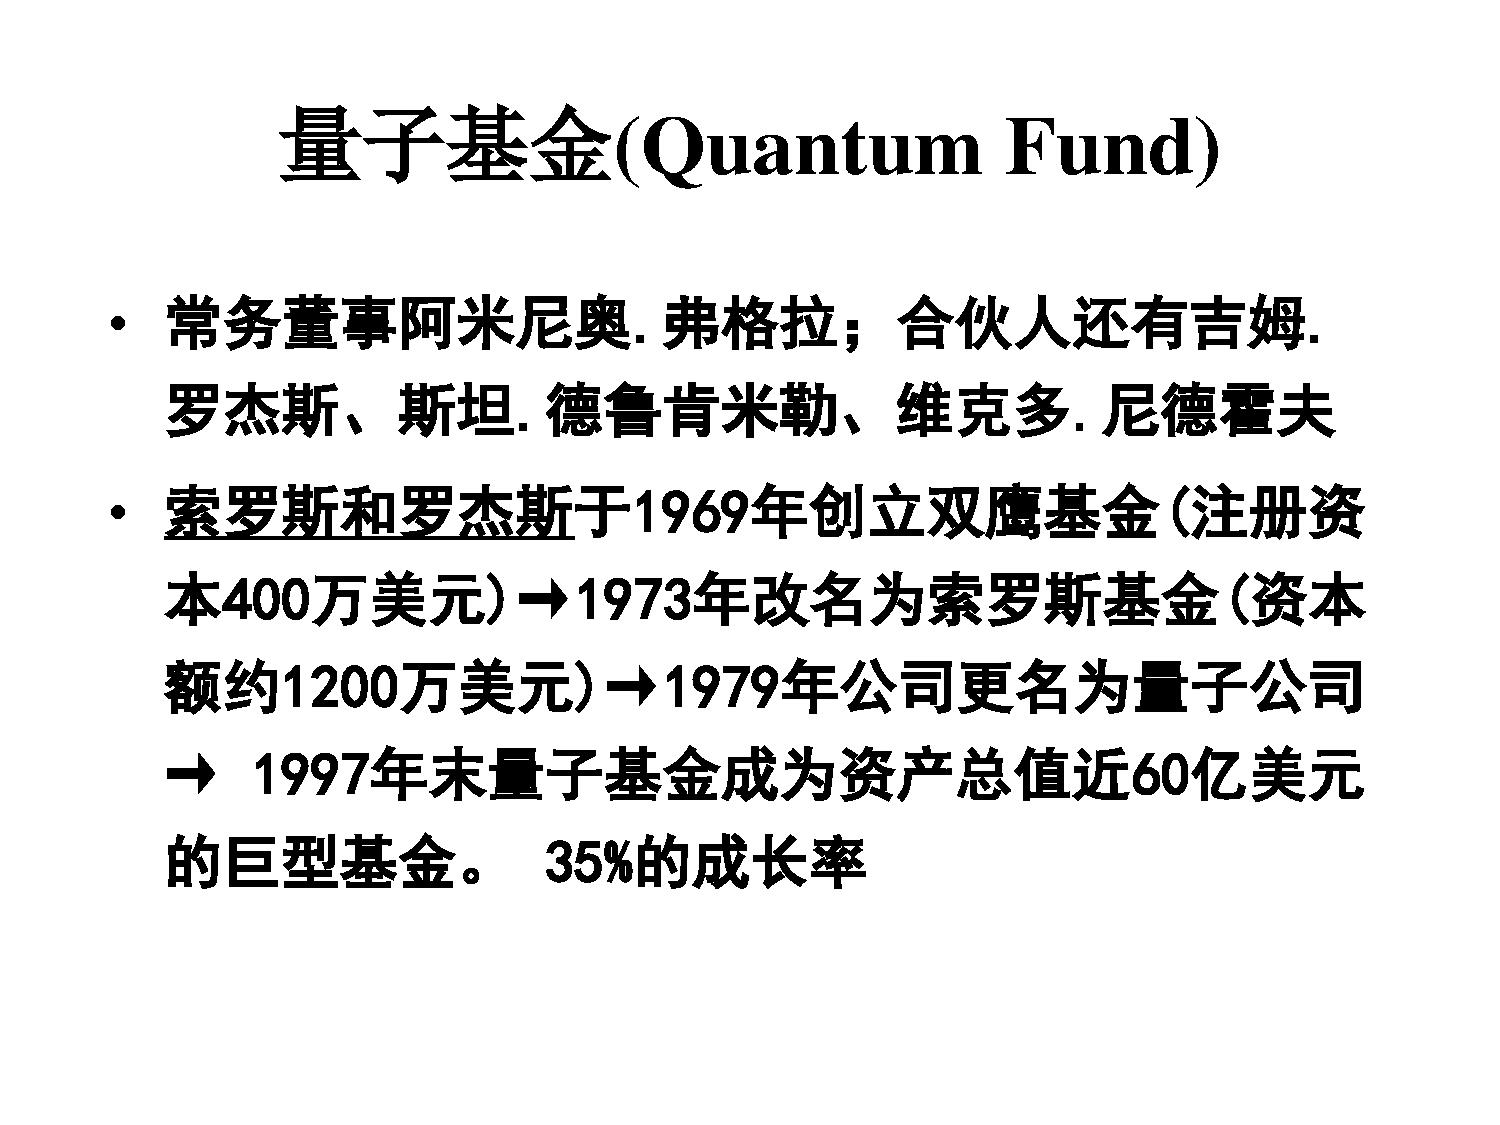 量子基金(Quantum Fund)
• 常务董事阿米尼奥.弗格拉；合伙人还有吉姆.
罗杰斯、斯坦.德鲁肯米勒、维克多.尼德霍夫
• 索罗斯和罗杰斯于1969年创立双鹰基金(注册资
本400万美元)→1973年改名为索罗斯基金(资本
额约1200万美元)→1979年公司更名为量子公司
→ 1997年末量子基金成为资产总值近60亿美元
的巨型基金。 35%的成长率